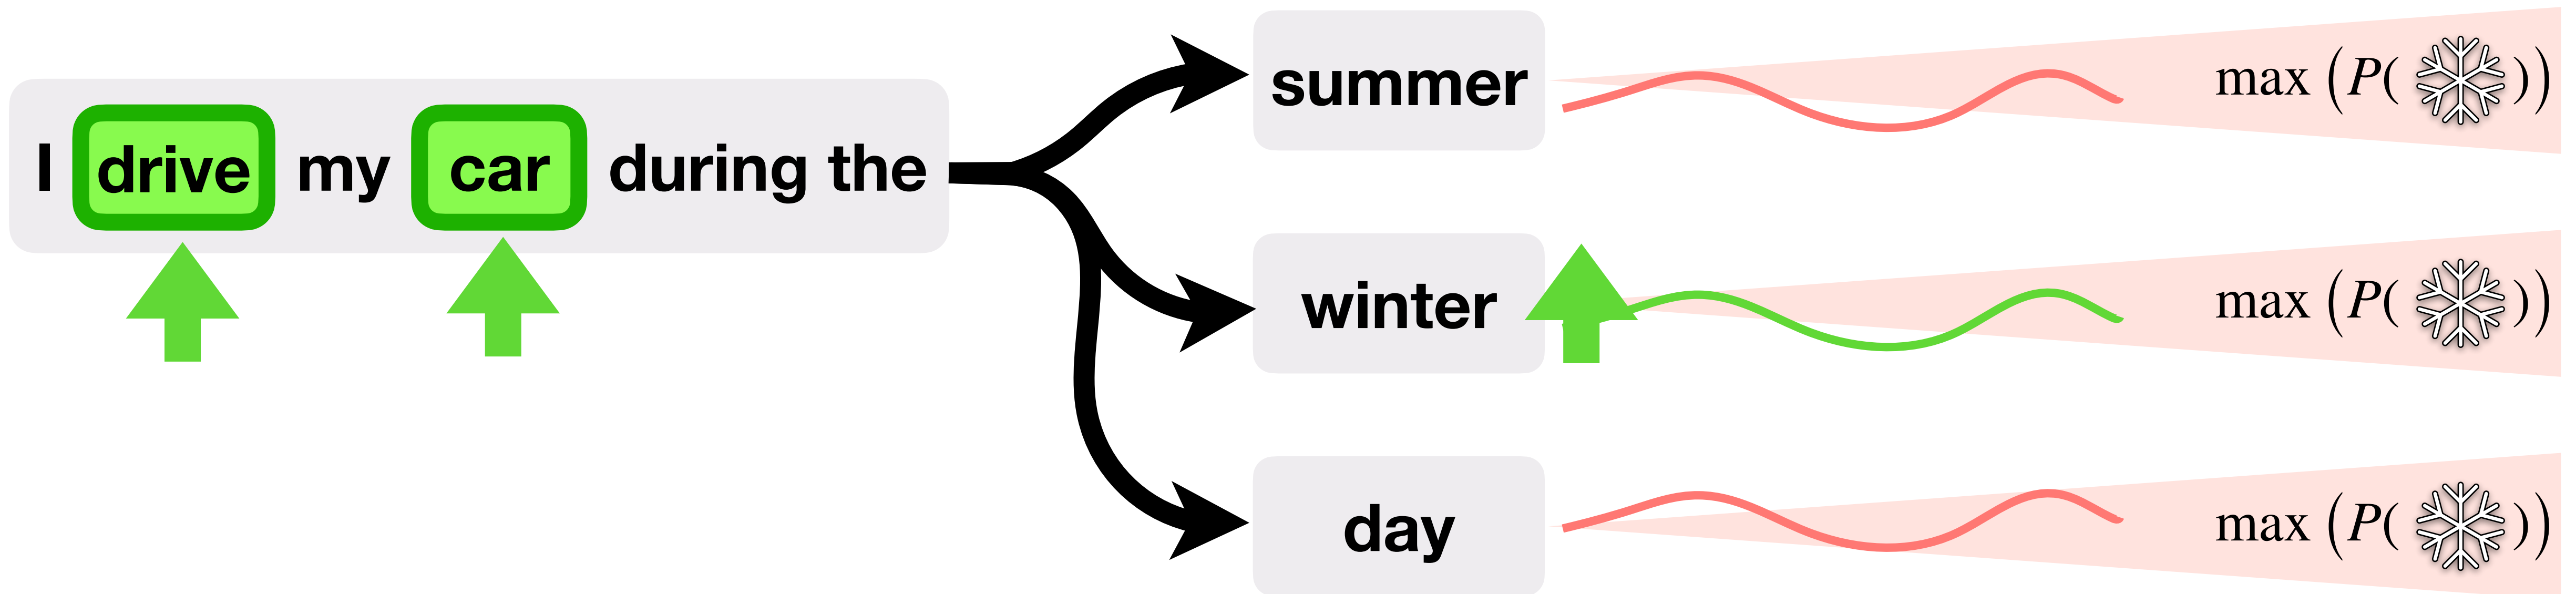 I drive my car during the
summer
max (P( ❄ ))
winter
max (P( ❄ ))
day
max (P( ❄ ))